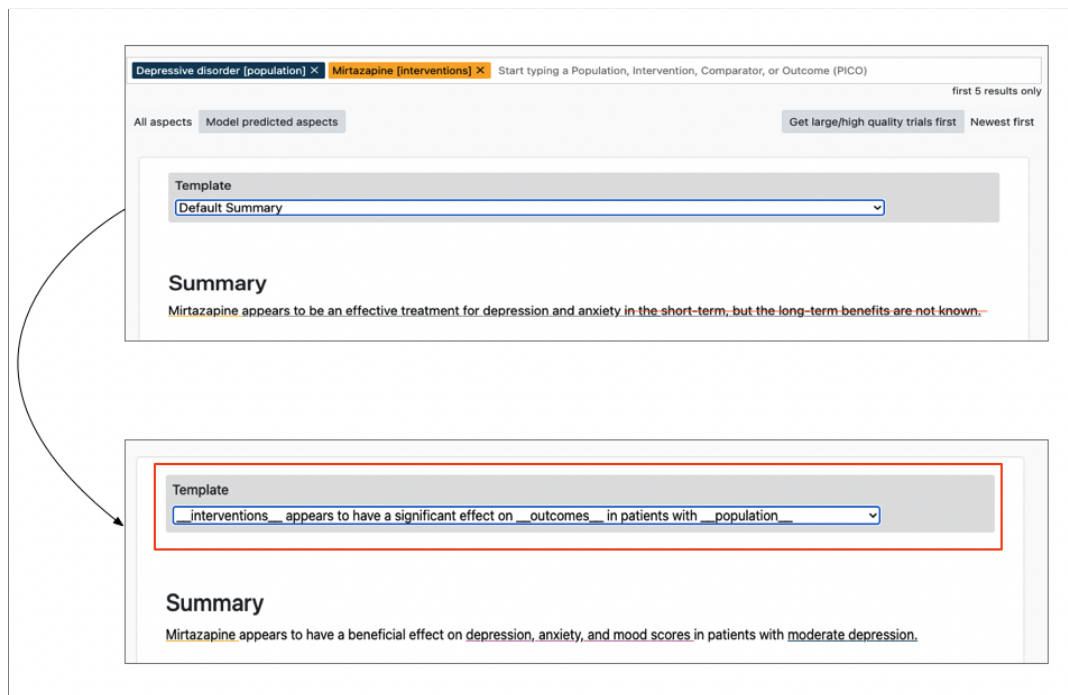 Depressive disorder [population] ✕ Mirtazapine [interventions] ✕ Start typing a Population, Intervention, Comparator, or Outcome (PICO)
first 5 results only
All aspects Model predicted aspects Get large/high quality trials first Newest first
Template
Default Summary
Summary
Mirtazapine appears to be an effective treatment for depression and anxiety in the short-term, but the long-term benefits are not known.
Template
__interventions__ appears to have a significant effect on __outcomes__ in patients with __population__
Summary
Mirtazapine appears to have a beneficial effect on depression, anxiety, and mood scores in patients with moderate depression.